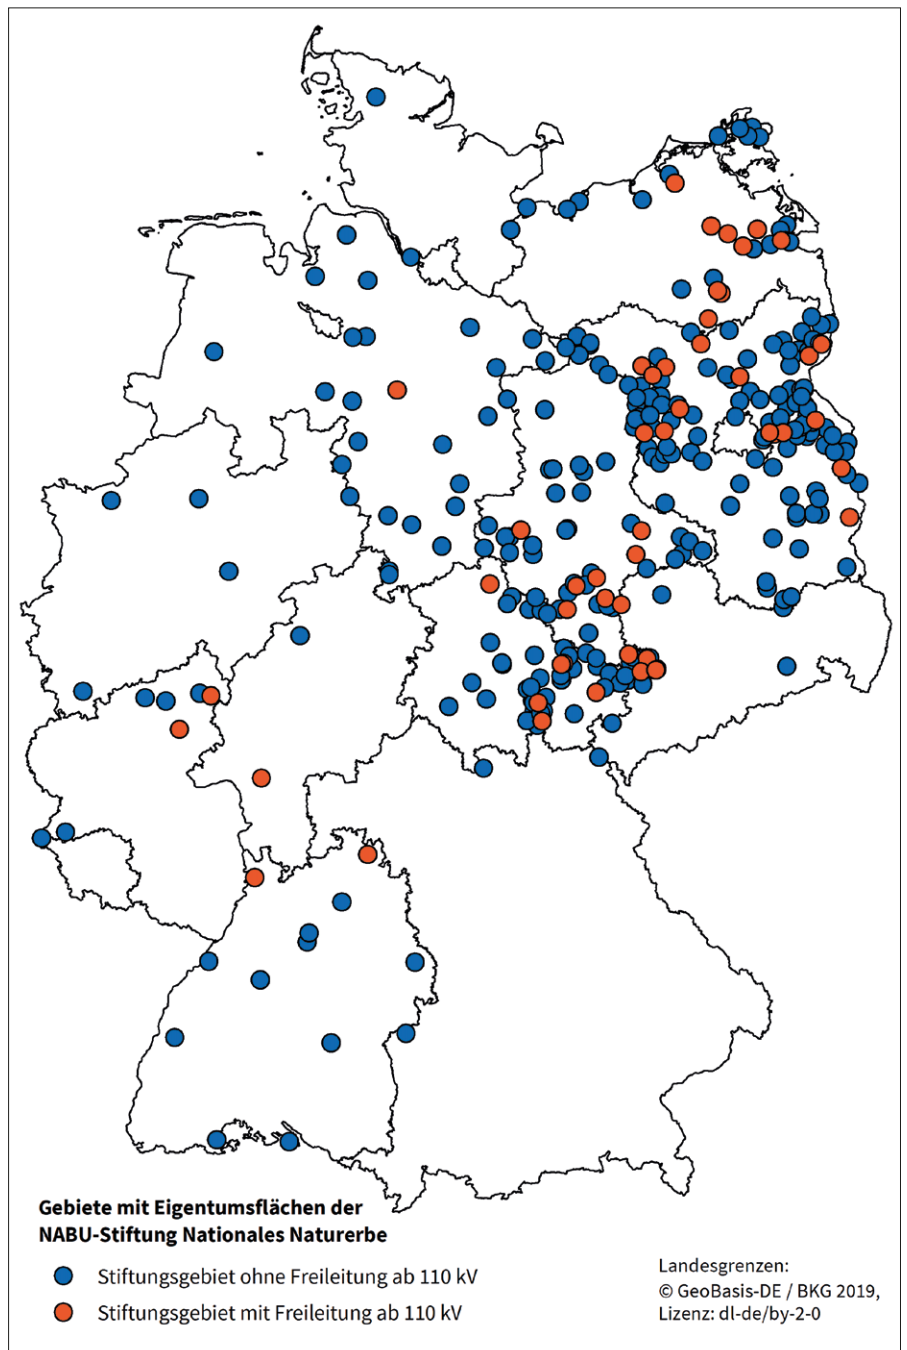 Gebiete mit Eigentumsflächen der
NABU-Stiftung Nationales Naturerbe
Stiftungsgebiet ohne Freileitung ab 110 kV
Stiftungsgebiet mit Freileitung ab 110 kV
Landesgrenzen:
© GeoBasis-DE / BKG 2019,
Lizenz: dl-de/by-2-0